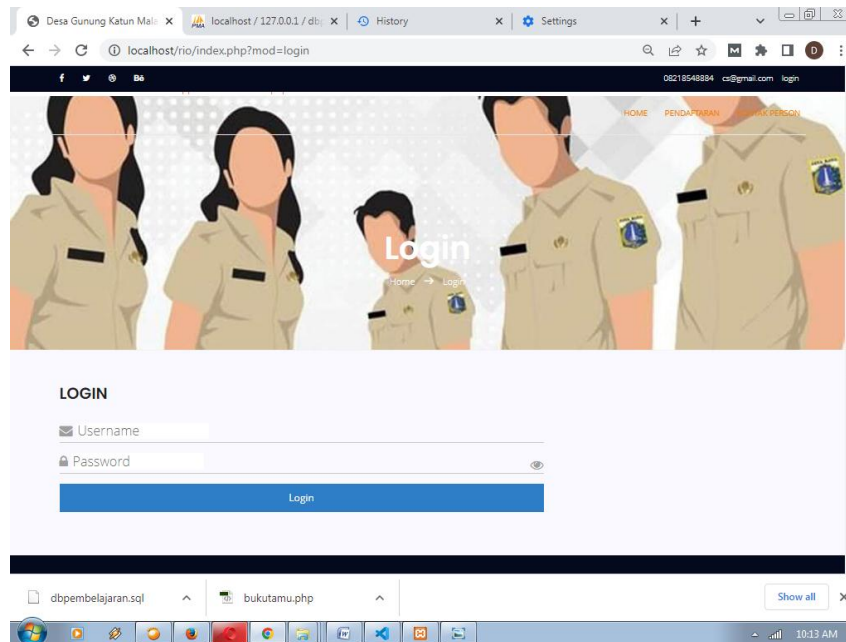 Desa Gunung Katun Mala
localhost / 127.0.0.1 / db
History
Settings
localhost/rio/index.php?mod=login
M
D
f
Bē
08218548884 cs@gmail.com login
HOME PENDAFTARAN PERSON
Login
Home → Login
LOGIN
Username
Password
Login
dbpembelajaran.sql
bukutamu.php
Show all
10:13 AM